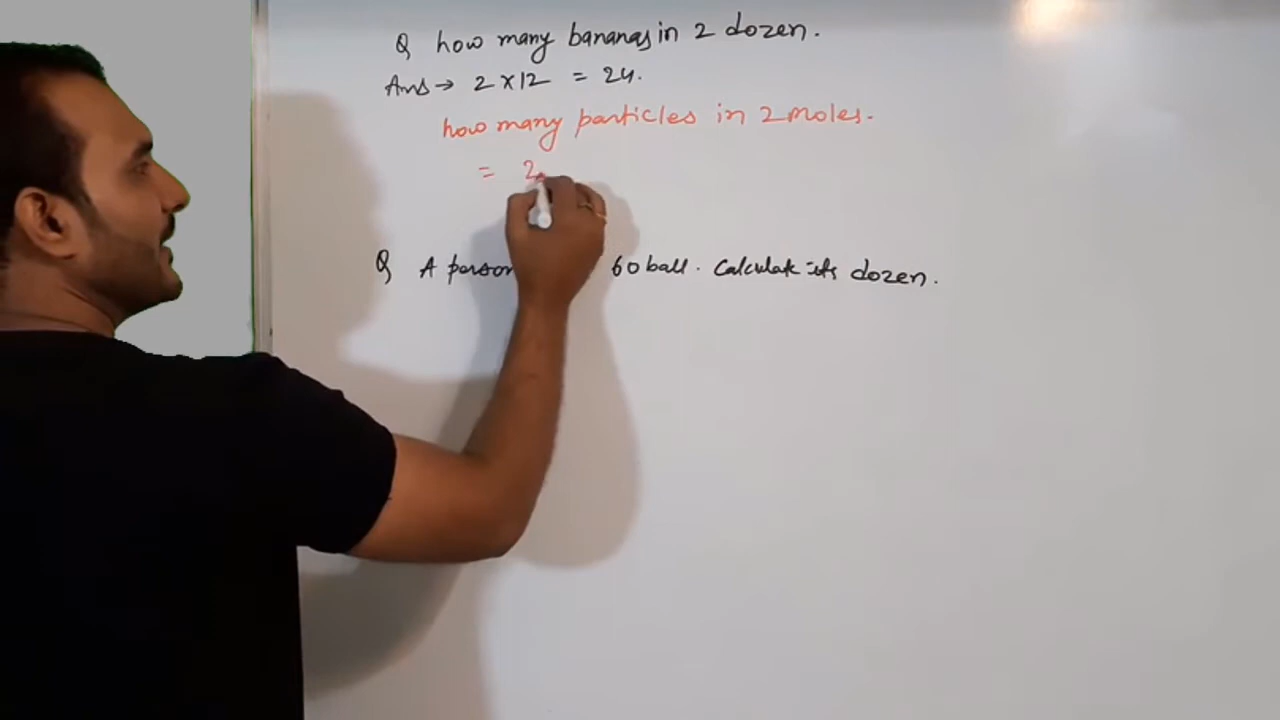 Q how many bananas in 2 dozen.
Ans → 2 × 12 = 24.
how many particles in 2 moles.
= 2
Q A person 60 ball. Calculate its dozen.